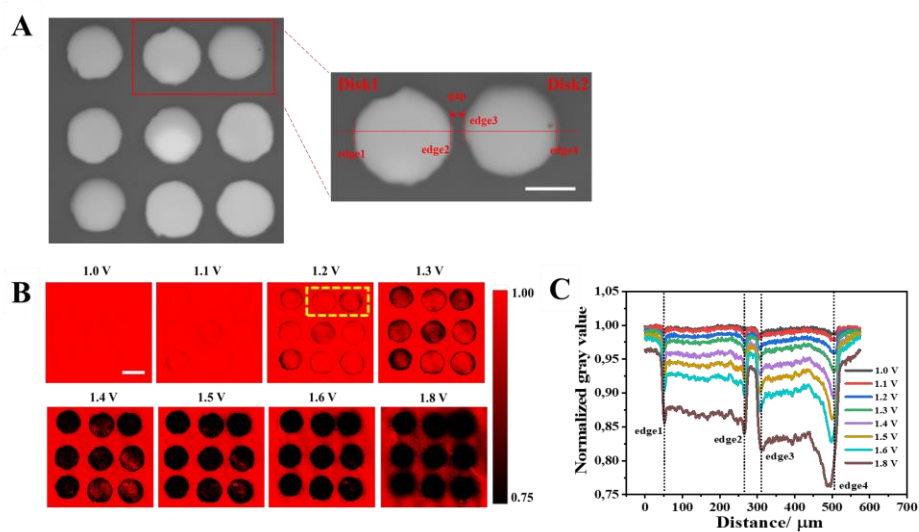 A
Disk1
Disk2
gap
edge3
edge1
edge2
edge4
B
1.0 V
1.1 V
1.2 V
1.3 V
1.00
1.4 V
1.5 V
1.6 V
1.8 V
0.75
C
1,05
1,00
0,95
0,90
0,85
0,80
0,75
Normalized gray value
1.0 V
1.1 V
1.2 V
1.3 V
1.4 V
1.5 V
1.6 V
1.8 V
edge1
edge2
edge3
edge4
0 100 200 300 400 500 600 700
Distance/ μm